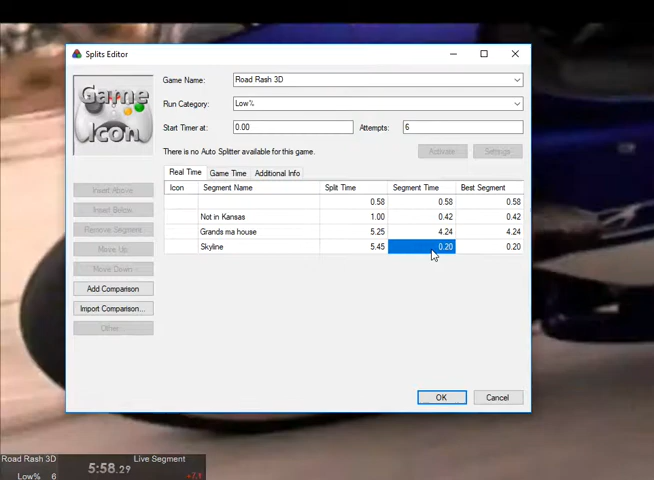 Splits Editor
Game Name: Road Rash 3D
Game Icon
Run Category: Low%
Start Timer at: 0.00 Attempts: 6
There is no Auto Splitter available for this game. Activate Settings
Real Time Game Time Additional Info
Icon Segment Name Split Time Segment Time Best Segment
Insert Above
0.58 0.58 0.58
Insert Below
Not in Kansas 1.00 0.42 0.42
Remove Segment
Grands ma house 5.25 4.24 4.24
Move Up
Skyline 5.45 0.20 0.20
Move Down
Add Comparison
Import Comparison...
Other...
OK Cancel
Road Rash 3D
Low% 6
5:58.29
Live Segment
+7.1